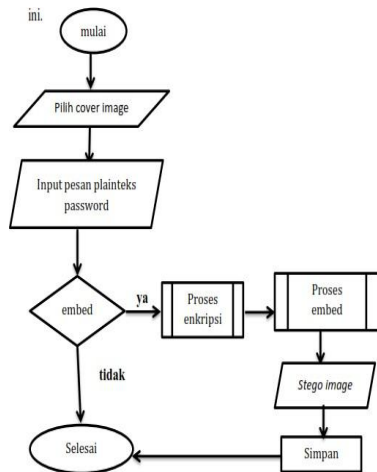 ini.
mulai
Pilih cover image
Input pesan plainteks
password
embed
ya
Proses
enkripsi
Proses
embed
tidak
Stego image
Selesai
Simpan